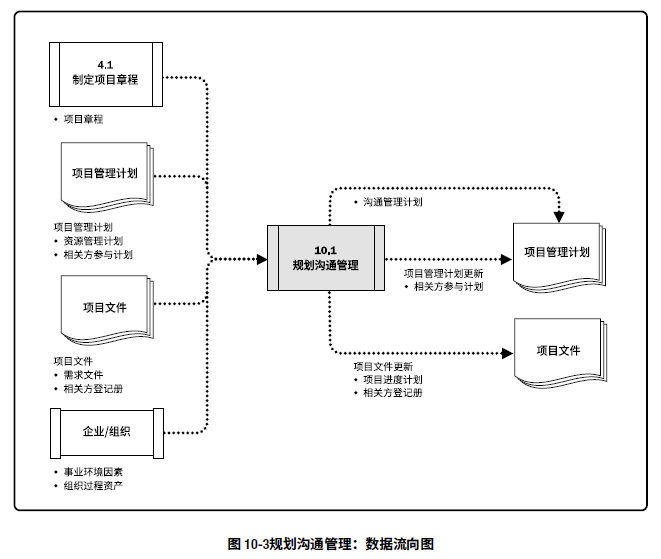 4.1
制定项目章程
◆ 项目章程
项目管理计划
项目管理计划
◆ 资源管理计划
◆ 相关方参与计划
项目文件
项目文件
◆ 需求文件
◆ 相关方登记册
企业/组织
◆ 事业环境因素
◆ 组织过程资产
10,1
规划沟通管理
◆ 沟通管理计划
项目管理计划更新
◆ 相关方参与计划
项目文件更新
◆ 项目进度计划
◆ 相关方登记册
项目管理计划
项目文件
图 10-3规划沟通管理：数据流向图